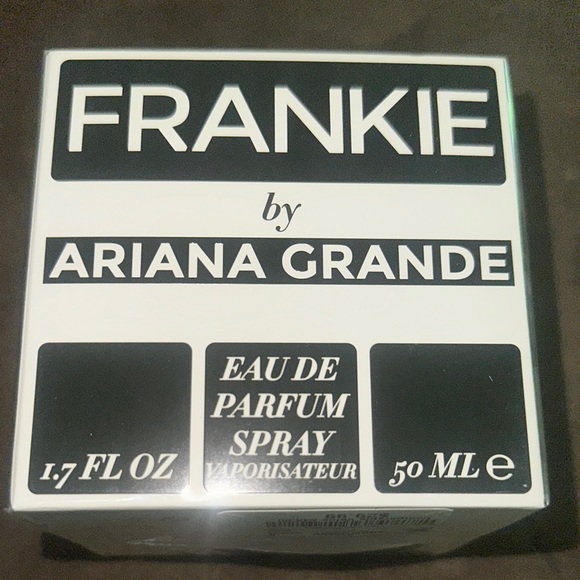 FRANKIE
by
ARIANA GRANDE
EAU DE
PARFUM
SPRAY
VAPORISATEUR
1.7 FL OZ
50 ML e